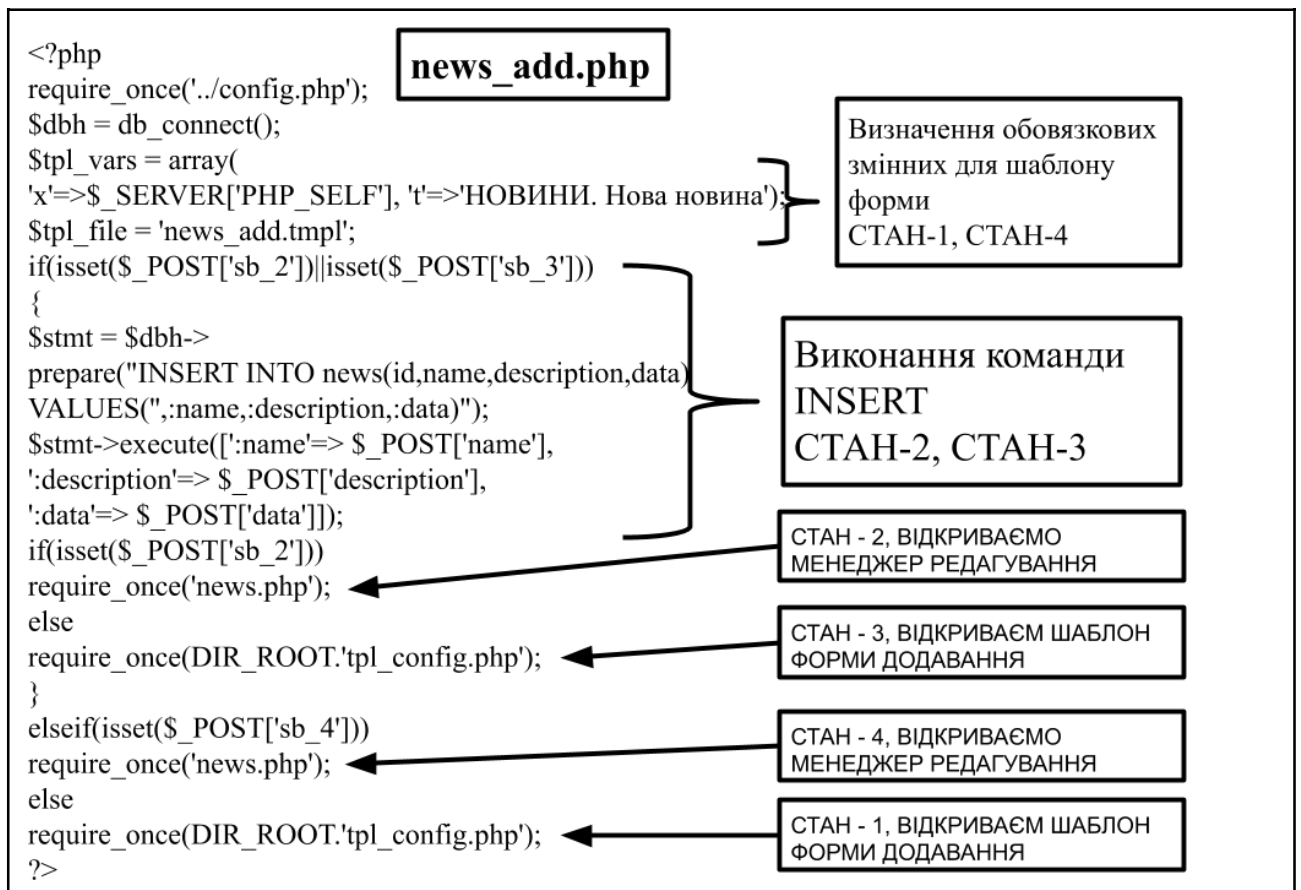 <?php
news_add.php
require_once('../config.php');
$dbh = db_connect();
$tpl_vars = array(
'x'=>$_SERVER['PHP_SELF'], 't'=>'НОВИНИ. Нова новина');
$tpl_file = 'news_add.tmpl';
Визначення обовязкових
змінних для шаблону
форми
СТАН-1, СТАН-4
if(isset($_POST['sb_2'])||isset($_POST['sb_3']))
{
$stmt = $dbh->
prepare("INSERT INTO news(id,name,description,data)
VALUES('',:name,:description,:data)");
$stmt->execute([':name'=> $_POST['name'],
':description'=> $_POST['description'],
':data'=> $_POST['data']]);
Виконання команди
INSERT
СТАН-2, СТАН-3
if(isset($_POST['sb_2']))
require_once('news.php');
СТАН - 2, ВІДКРИВАЄМО
МЕНЕДЖЕР РЕДАГУВАННЯ
else
require_once(DIR_ROOT.'tpl_config.php');
СТАН - 3, ВІДКРИВАЄМ ШАБЛОН
ФОРМИ ДОДАВАННЯ
}
elseif(isset($_POST['sb_4']))
require_once('news.php');
СТАН - 4, ВІДКРИВАЄМО
МЕНЕДЖЕР РЕДАГУВАННЯ
else
require_once(DIR_ROOT.'tpl_config.php');
СТАН - 1, ВІДКРИВАЄМ ШАБЛОН
ФОРМИ ДОДАВАННЯ
?>